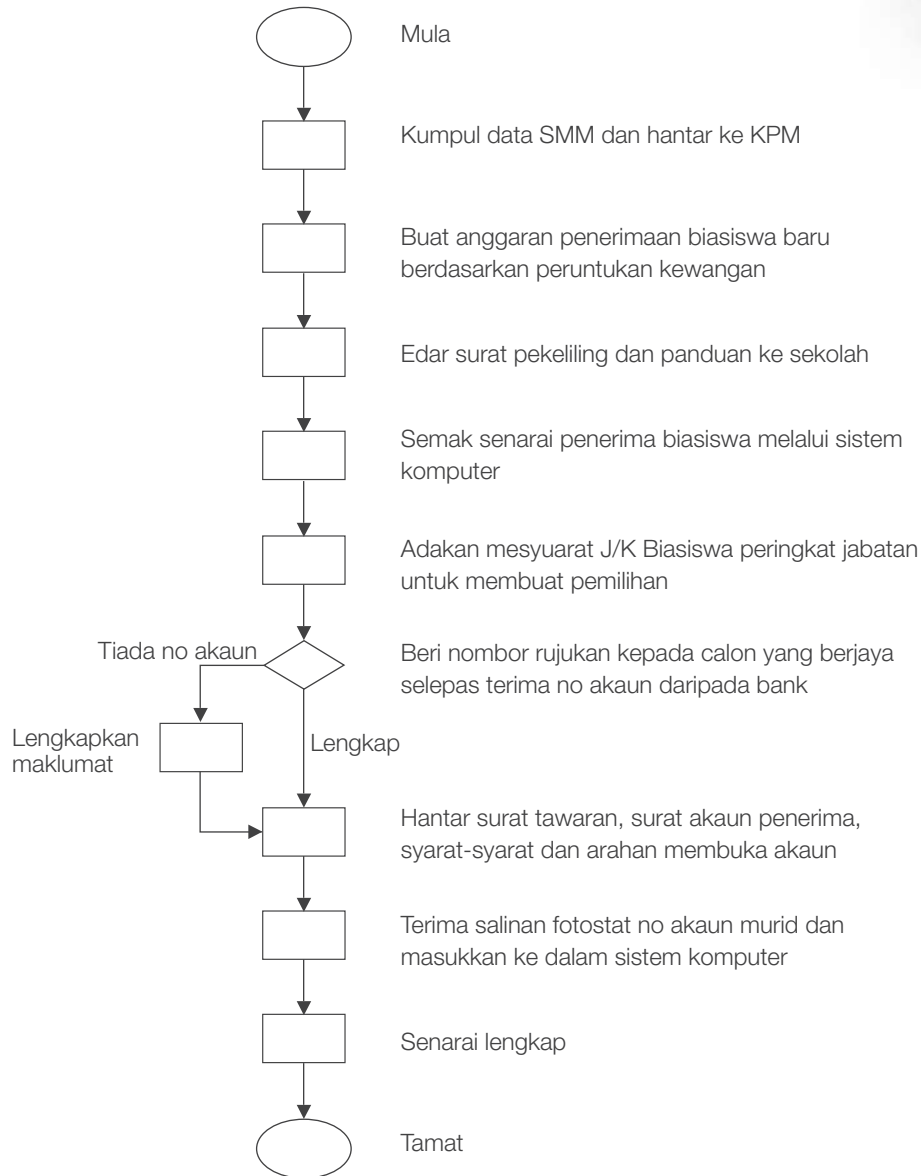 Mula
Kumpul data SMM dan hantar ke KPM
Buat anggaran penerimaan biasiswa baru
berdasarkan peruntukan kewangan
Edar surat pekeliling dan panduan ke sekolah
Semak senarai penerima biasiswa melalui sistem
komputer
Adakan mesyuarat J/K Biasiswa peringkat jabatan
untuk membuat pemilihan
Tiada no akaun
Beri nombor rujukan kepada calon yang berjaya
selepas terima no akaun daripada bank
Lengkapkan
maklumat
Lengkap
Hantar surat tawaran, surat akaun penerima,
syarat-syarat dan arahan membuka akaun
Terima salinan fotostat no akaun murid dan
masukkan ke dalam sistem komputer
Senarai lengkap
Tamat